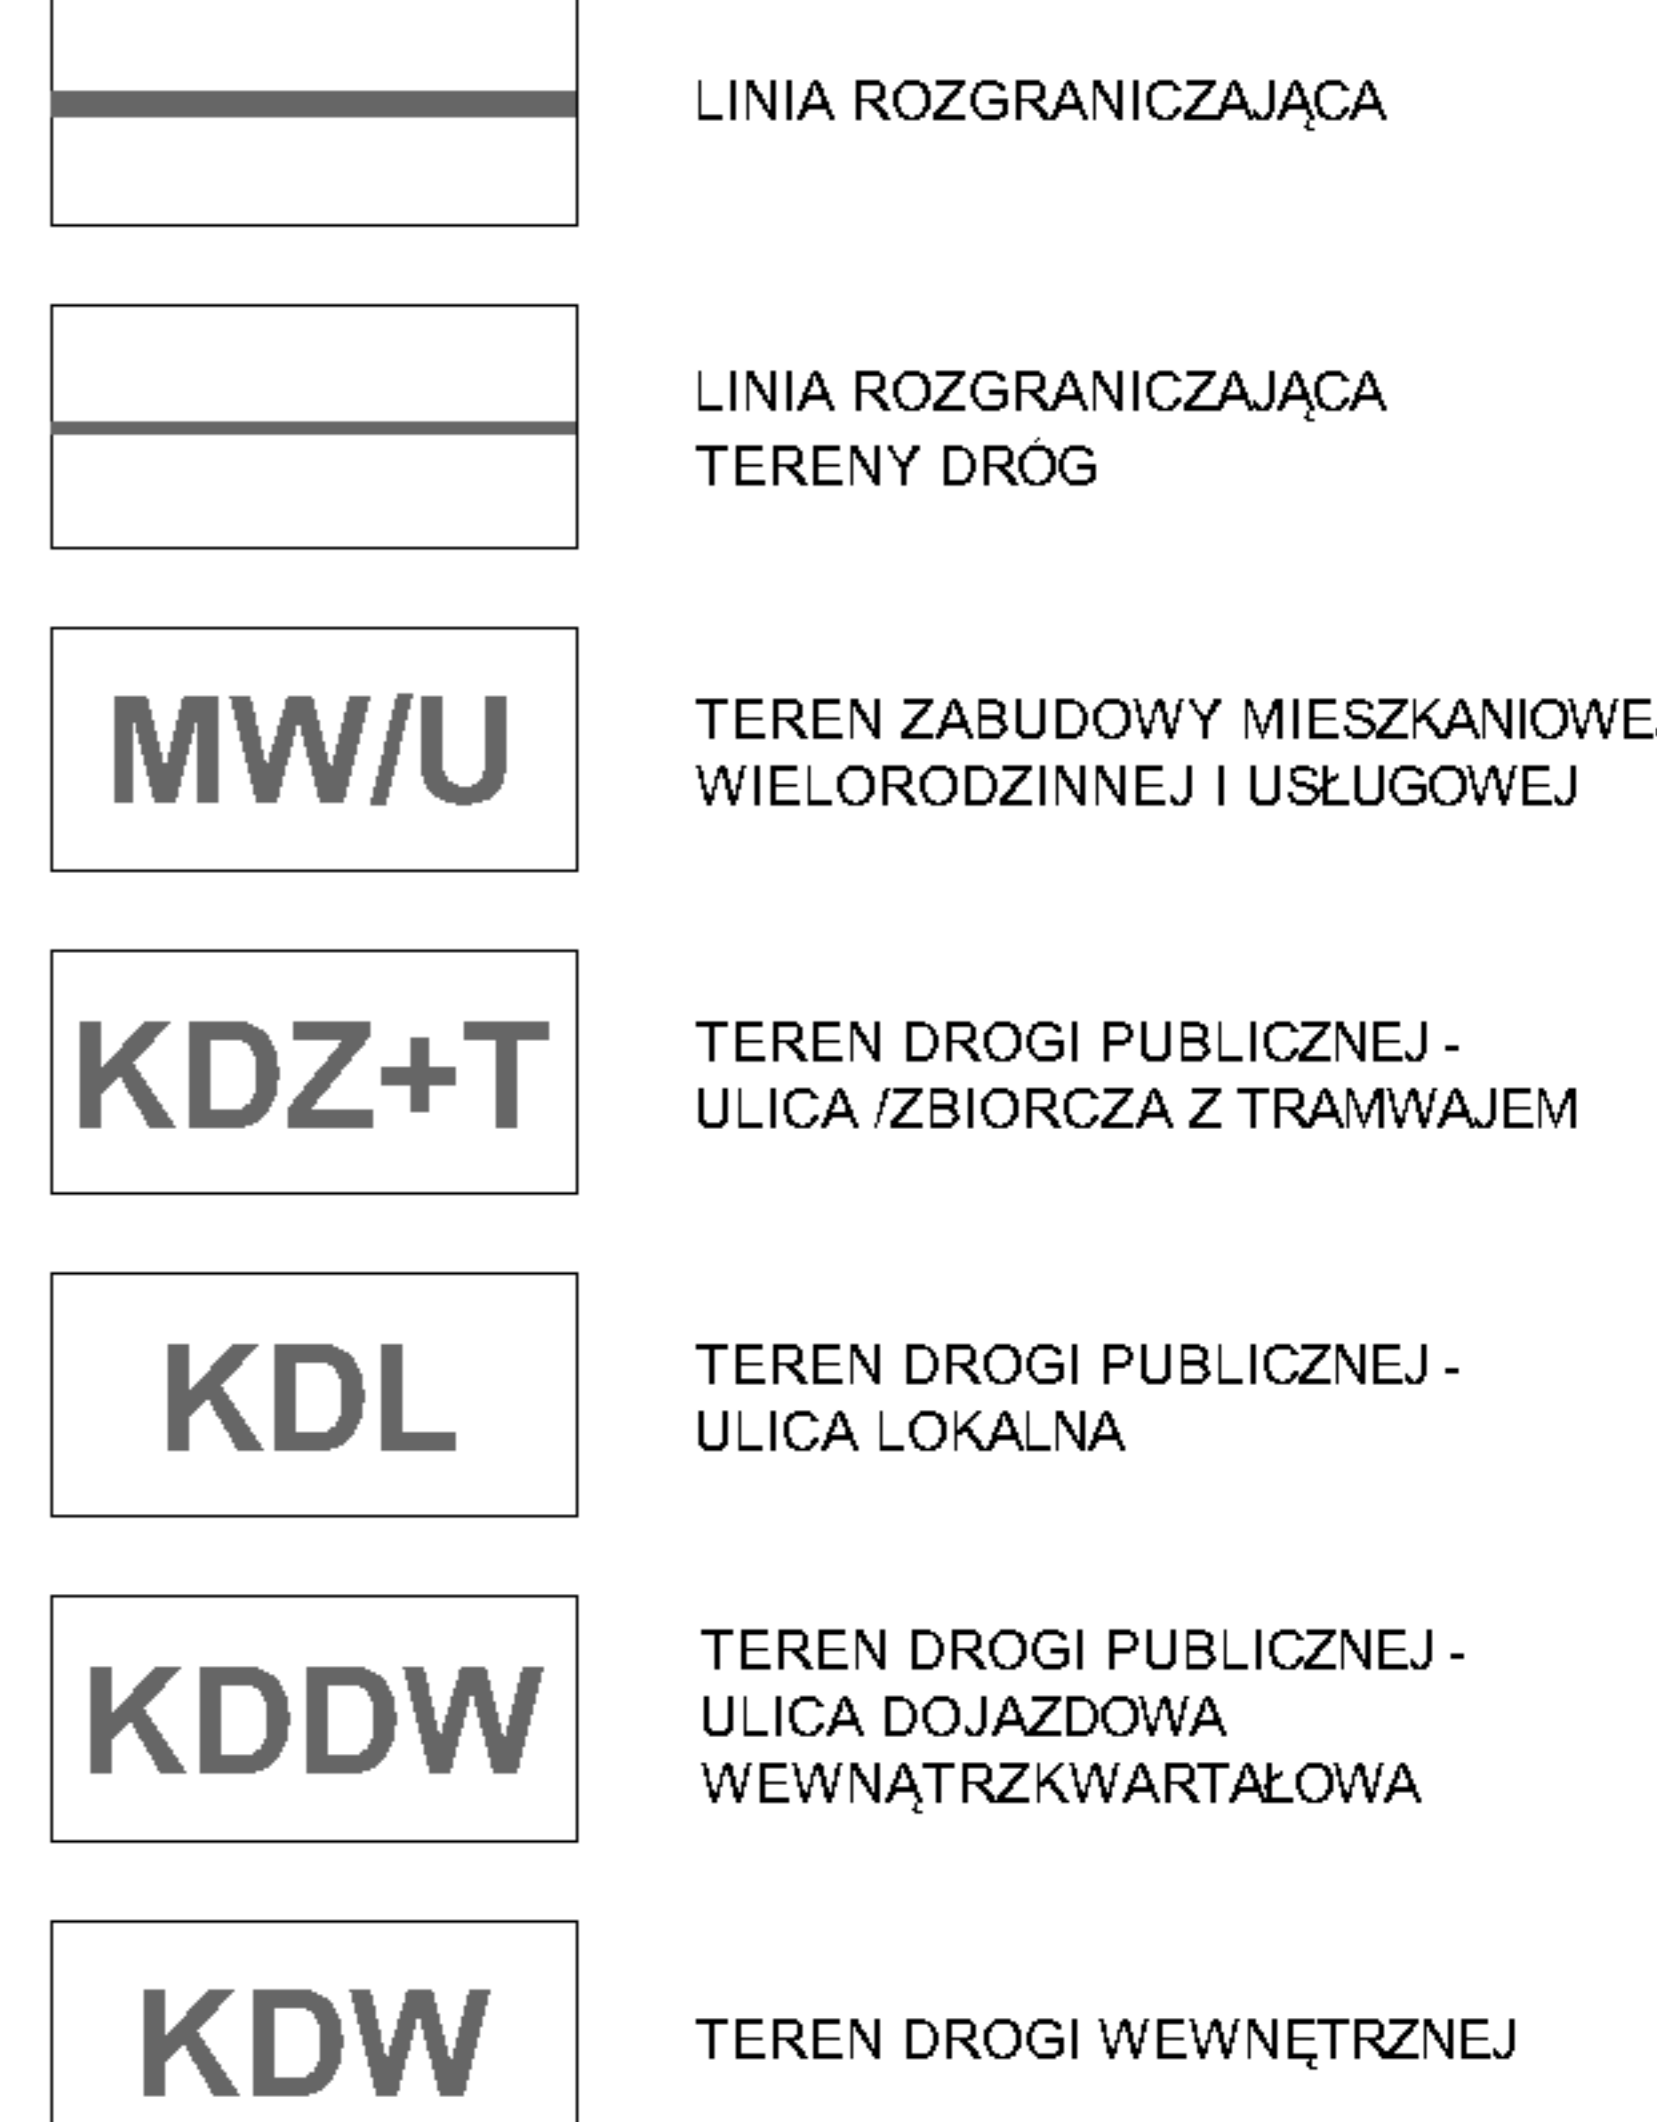 LINIA ROZGRANICZAJĄCA
LINIA ROZGRANICZAJĄCA
TERENY DRÓG
MW/U
TEREN ZABUDOWY MIESZKANIOWEJ
WIELORODZINNEJ I USŁUGOWEJ
KDZ+T
TEREN DROGI PUBLICZNEJ -
ULICA /ZBIORCZA Z TRAMWAJEM
KDL
TEREN DROGI PUBLICZNEJ -
ULICA LOKALNA
KDDW
TEREN DROGI PUBLICZNEJ -
ULICA DOJAZDOWA
WEWNĄTRZKWARTAŁOWA
KDW
TEREN DROGI WEWNĘTRZNEJ